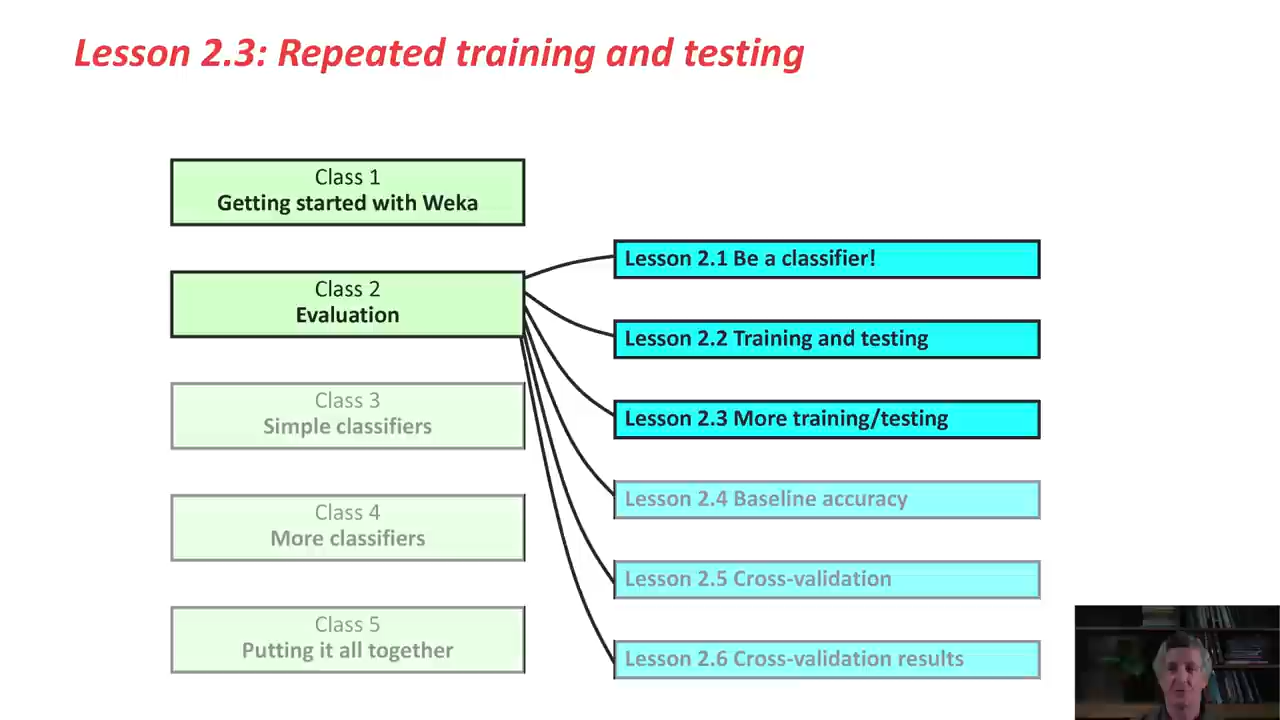 Lesson 2.3: Repeated training and testing
Class 1
Getting started with Weka
Class 2
Evaluation
Class 3
Simple classifiers
Class 4
More classifiers
Class 5
Putting it all together
Lesson 2.1 Be a classifier!
Lesson 2.2 Training and testing
Lesson 2.3 More training/testing
Lesson 2.4 Baseline accuracy
Lesson 2.5 Cross-validation
Lesson 2.6 Cross-validation results